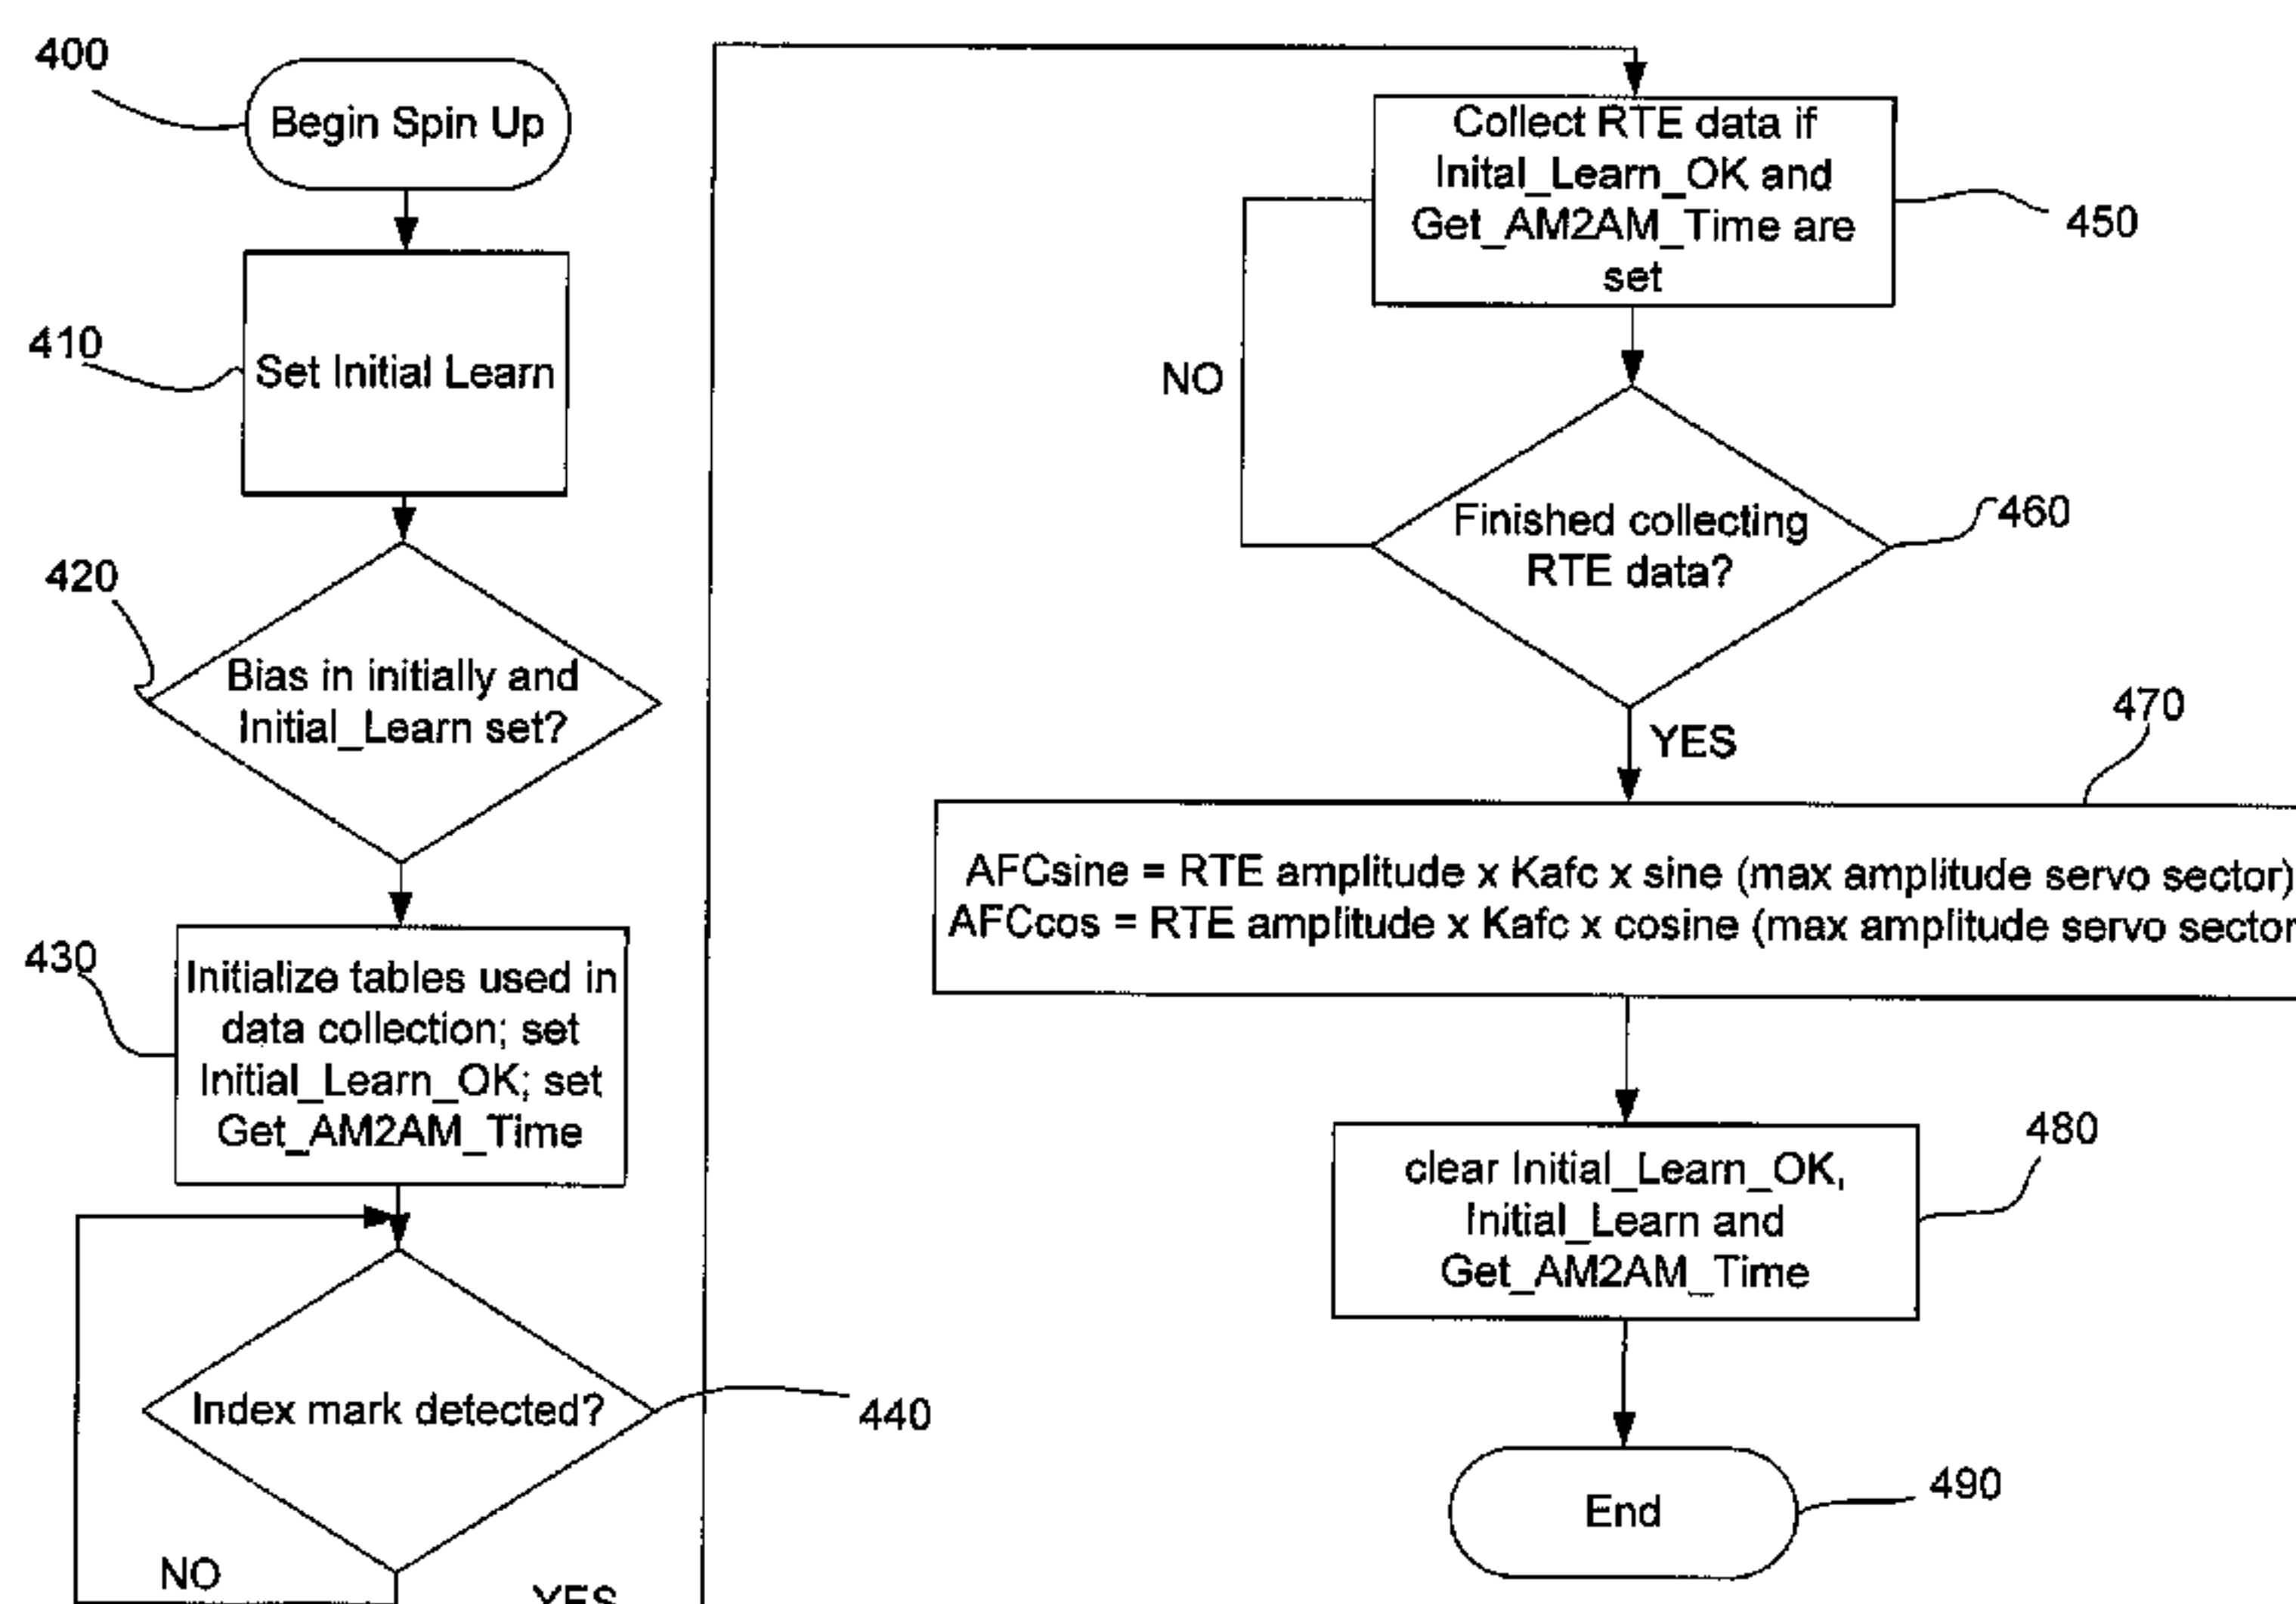 400
Begin Spin Up
410
Set Initial Learn
420
Bias in initially and
Initial_Learn set?
430
Initialize tables used in
data collection; set
Initial_Learn_OK; set
Get_AM2AM_Time
Index mark detected?
440
NO
YES
Collect RTE data if
Inital_Learn_OK and
Get_AM2AM_Time are
set
450
NO
Finished collecting
RTE data?
460
YES
470
AFCsine = RTE amplitude x Kafc x sine (max amplitude servo sector)
AFCcos = RTE amplitude x Kafc x cosine (max amplitude servo sector
clear Initial_Learn_OK,
Initial_Learn and
Get_AM2AM_Time
480
End
490